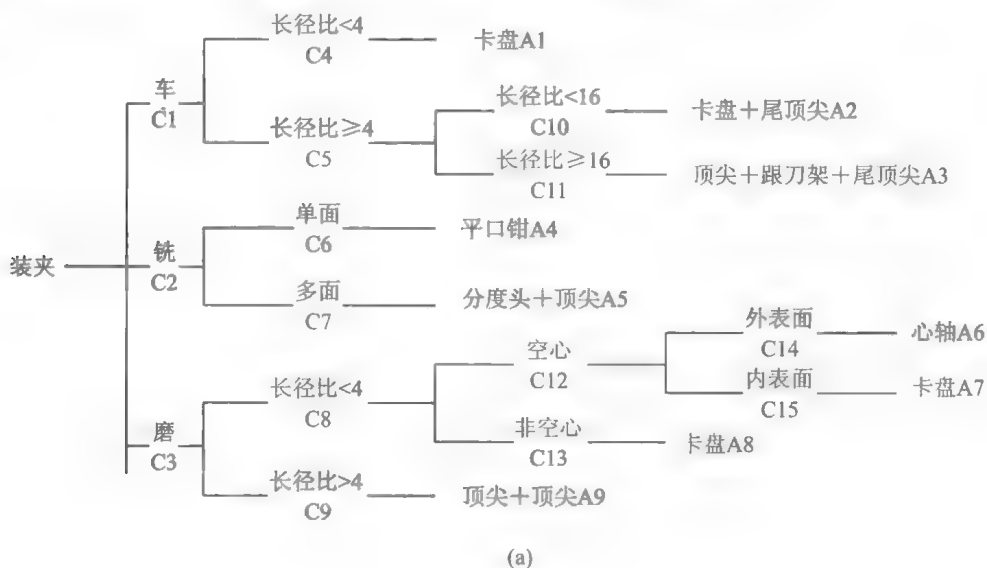 长径比<4
C4
卡盘A1
车
C1
长径比<16
C10
卡盘＋尾顶尖A2
长径比≥4
C5
长径比≥16
C11
顶尖＋跟刀架＋尾顶尖A3
单面
C6
平口钳A4
装夹
铣
C2
多面
C7
分度头＋顶尖A5
外表面
C14
心轴A6
空心
C12
内表面
C15
卡盘A7
长径比<4
C8
磨
C3
非空心
C13
卡盘A8
长径比>4
C9
顶尖＋顶尖A9
(a)